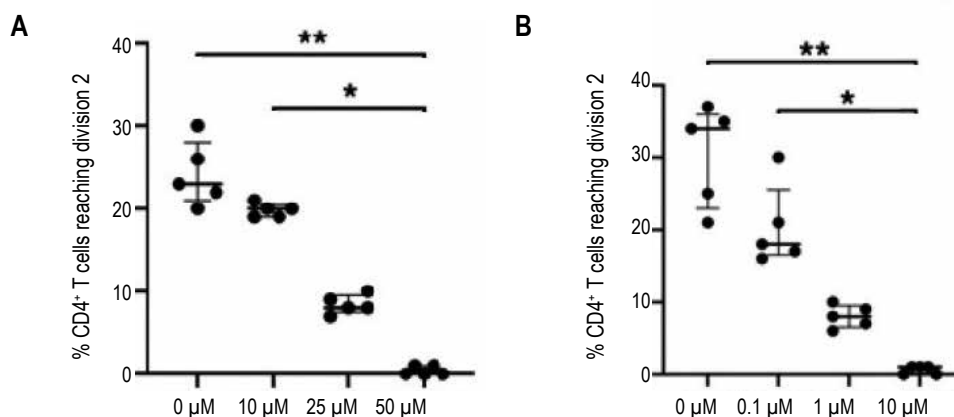 A
% CD4⁺ T cells reaching division 2
40
30
20
10
0
**
*
0 µM 10 µM 25 µM 50 µM
B
% CD4⁺ T cells reaching division 2
40
30
20
10
0
**
*
0 µM 0.1 µM 1 µM 10 µM